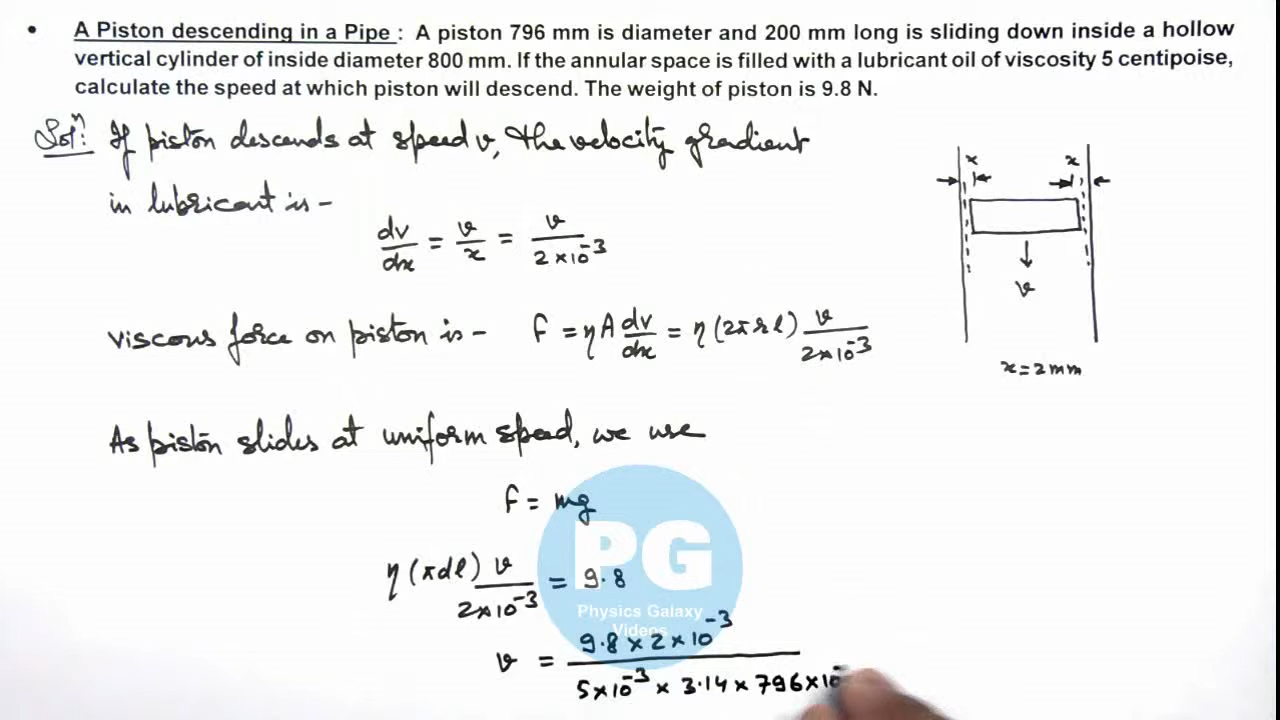 • A Piston descending in a Pipe : A piston 796 mm is diameter and 200 mm long is sliding down inside a hollow
vertical cylinder of inside diameter 800 mm. If the annular space is filled with a lubricant oil of viscosity 5 centipoise,
calculate the speed at which piston will descend. The weight of piston is 9.8 N.
Solⁿ: If piston descends at speed v, the velocity gradient
in lubricant is -
dv/dx = v/x = v/2×10⁻³
x x
v
viscous force on piston is - F = ηA dv/dx = η(2πrl) v/2×10⁻³
x = 2mm
As piston slides at uniform speed, we use
F = mg
η(πdl) v/2×10⁻³ = 9.8
PG
Physics Galaxy
Videos
v = 9.8 × 2 × 10⁻³ / 5×10⁻³ × 3.14 × 796×10